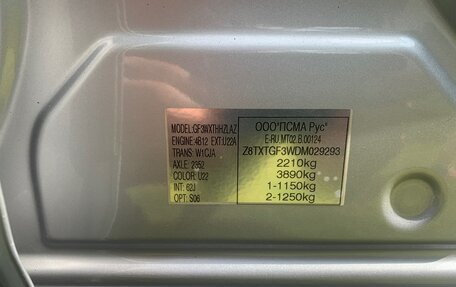 MODEL:GF3WXTHHZLAZ
ENGINE:4B12 EXT:U22A
TRANS: W1CJA
AXLE: 2352
COLOR: U22
INT: 62J
OPT: S06
ООО"ПСМА Рус"
E-RU.MT02.B.00124
Z8TXTGF3WDM029293
2210kg
3890kg
1-1150kg
2-1250kg